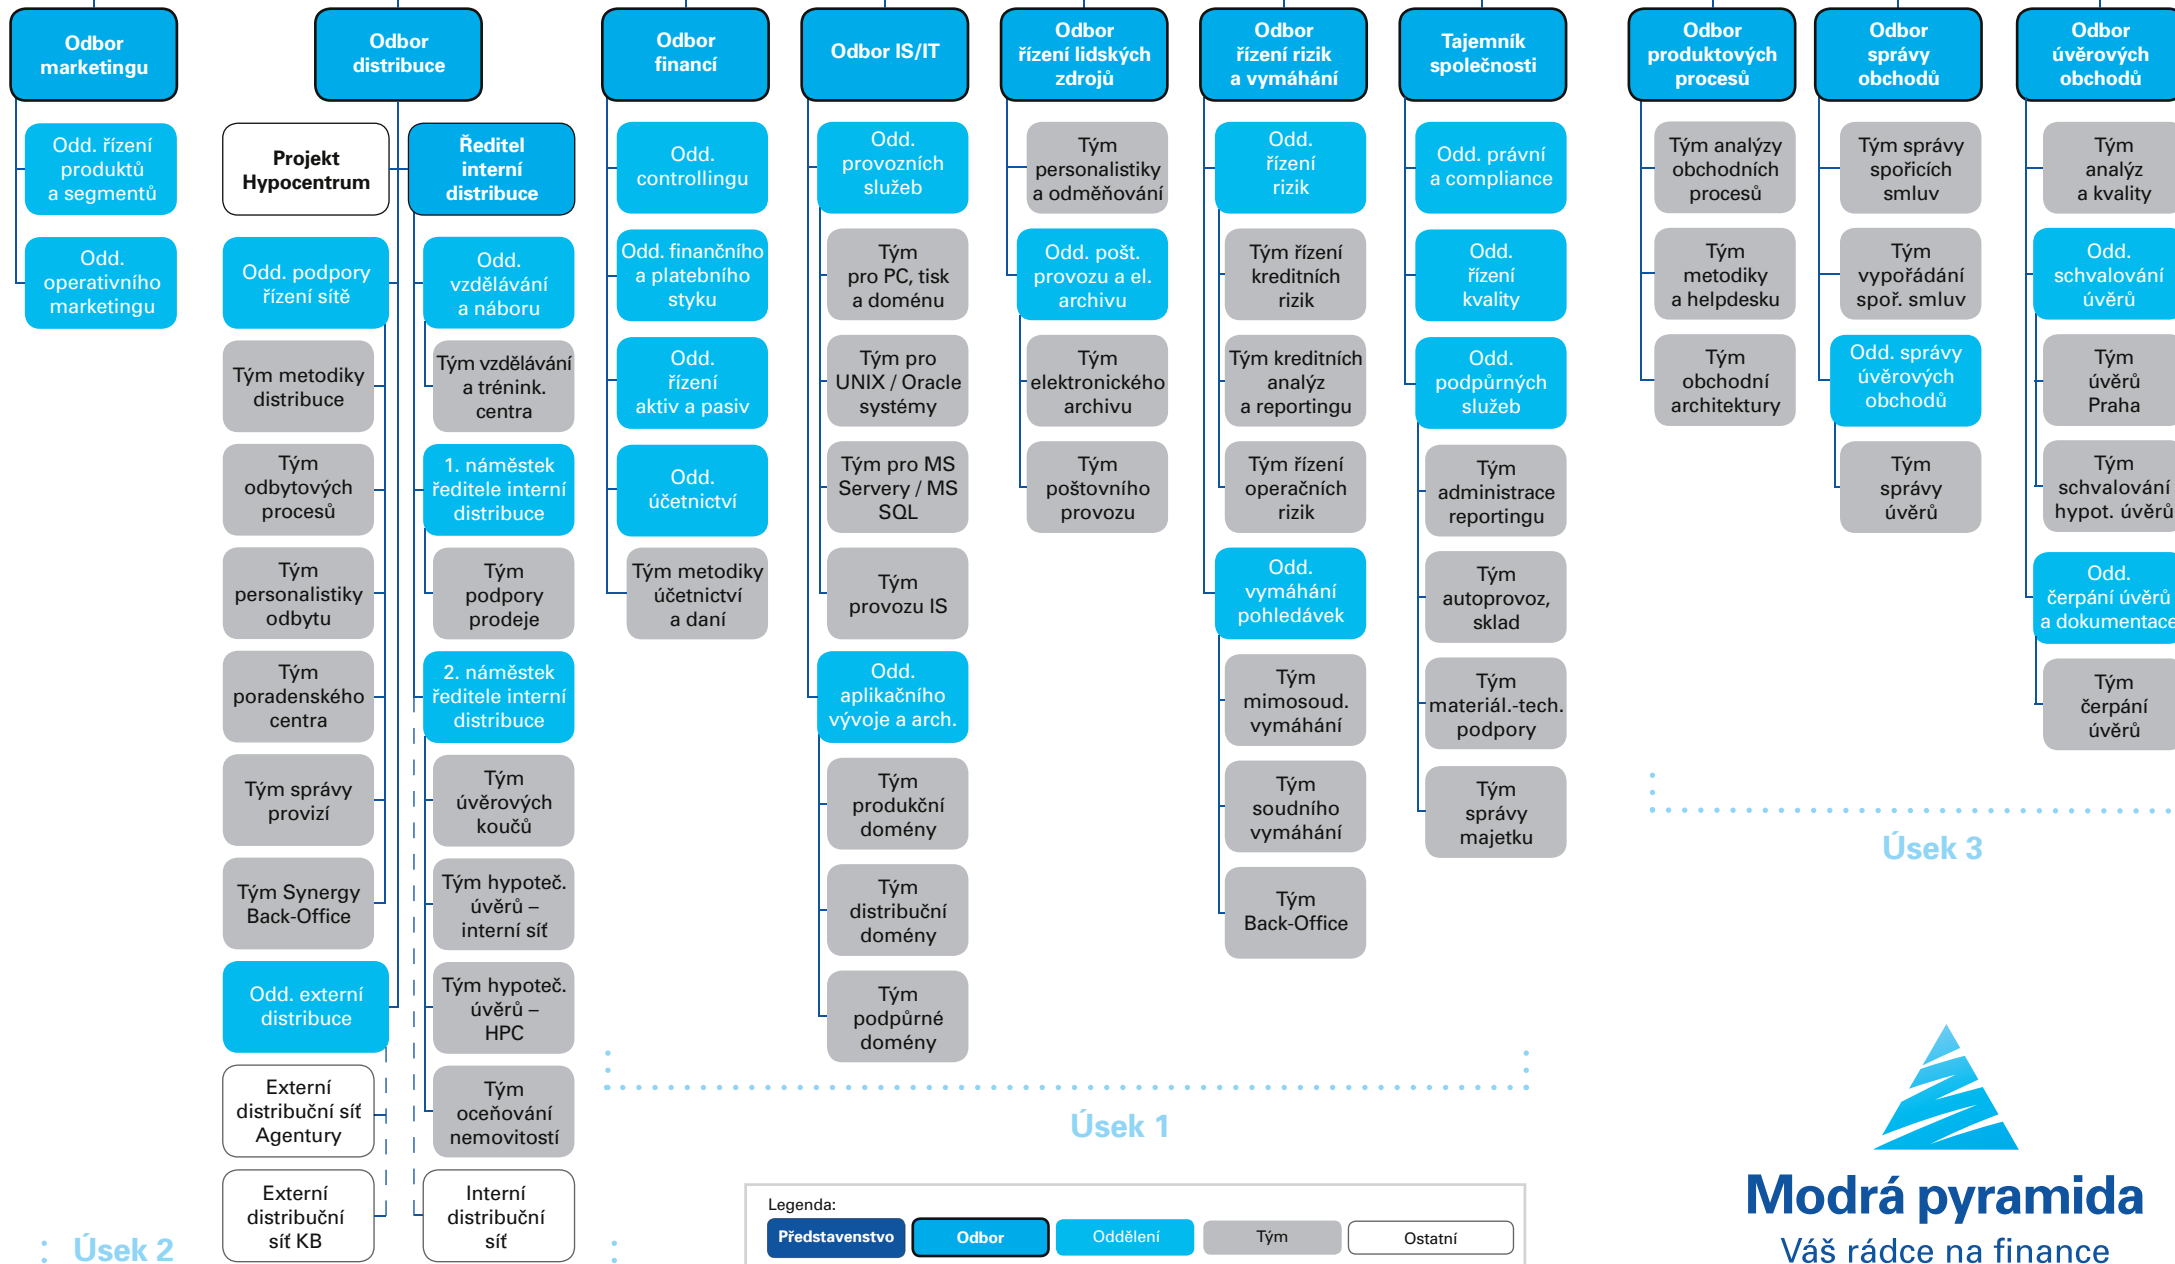 Odbor
marketingu
Odd. řízení
produktů
a segmentů
Odd.
operativního
marketingu
Odbor
distribuce
Projekt
Hypocentrum
Odd. podpory
řízení sítě
Tým metodiky
distribuce
Tým
odbytových
procesů
Tým
personalistiky
odbytu
Tým
poradenského
centra
Tým správy
provizí
Tým Synergy
Back-Office
Odd. externí
distribuce
Externí
distribuční síť
Agentury
Externí
distribuční
síť KB
Ředitel
interní
distribuce
Odd.
vzdělávání
a náboru
Tým vzdělávání
a trénink.
centra
1. náměstek
ředitele interní
distribuce
Tým
podpory
prodeje
2. náměstek
ředitele interní
distribuce
Tým
úvěrových
koučů
Tým hypoteč.
úvěrů –
interní síť
Tým hypoteč.
úvěrů –
HPC
Tým
oceňování
nemovitostí
Interní
distribuční
síť
Úsek 2
Odbor
financí
Odd.
controllingu
Odd. finančního
a platebního
styku
Odd.
řízení
aktiv a pasiv
Odd.
účetnictví
Tým metodiky
účetnictví
a daní
Odbor IS/IT
Odd.
provozních
služeb
Tým
pro PC, tisk
a doménu
Tým pro
UNIX / Oracle
systémy
Tým pro MS
Servery / MS
SQL
Tým
provozu IS
Odd.
aplikačního
vývoje a arch.
Tým
produkční
domény
Tým
distribuční
domény
Tým
podpůrné
domény
Odbor
řízení lidských
zdrojů
Tým
personalistiky
a odměňování
Odd. pošt.
provozu a el.
archivu
Tým
elektronického
archivu
Tým
poštovního
provozu
Odbor
řízení rizik
a vymáhání
Odd.
řízení
rizik
Tým řízení
kreditních
rizik
Tým kreditních
analýz
a reportingu
Tým řízení
operačních
rizik
Odd.
vymáhání
pohledávek
Tým
mimosoud.
vymáhání
Tým
soudního
vymáhání
Tým
Back-Office
Tajemník
společnosti
Odd. právní
a compliance
Odd.
řízení
kvality
Odd.
podpůrných
služeb
Tým
administrace
reportingu
Tým
autoprovoz,
sklad
Tým
materiál.-tech.
podpory
Tým
správy
majetku
Úsek 1
Odbor
produktových
procesů
Tým analýzy
obchodních
procesů
Tým
metodiky
a helpdesku
Tým
obchodní
architektury
Odbor
správy
obchodů
Tým správy
spořicích
smluv
Tým
vypořádání
spoř. smluv
Odd. správy
úvěrových
obchodů
Tým
správy
úvěrů
Odbor
úvěrových
obchodů
Tým
analýz
a kvality
Odd.
schvalování
úvěrů
Tým
úvěrů
Praha
Tým
schvalování
hypot. úvěrů
Odd.
čerpání úvěrů
a dokumentace
Tým
čerpání
úvěrů
Úsek 3
Legenda:
Představenstvo
Odbor
Oddělení
Tým
Ostatní
Modrá pyramida
Váš rádce na finance